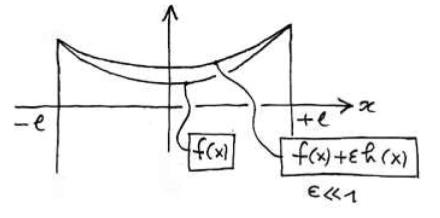 x
-e
+e
f(x)
f(x)+εh(x)
ε≪1